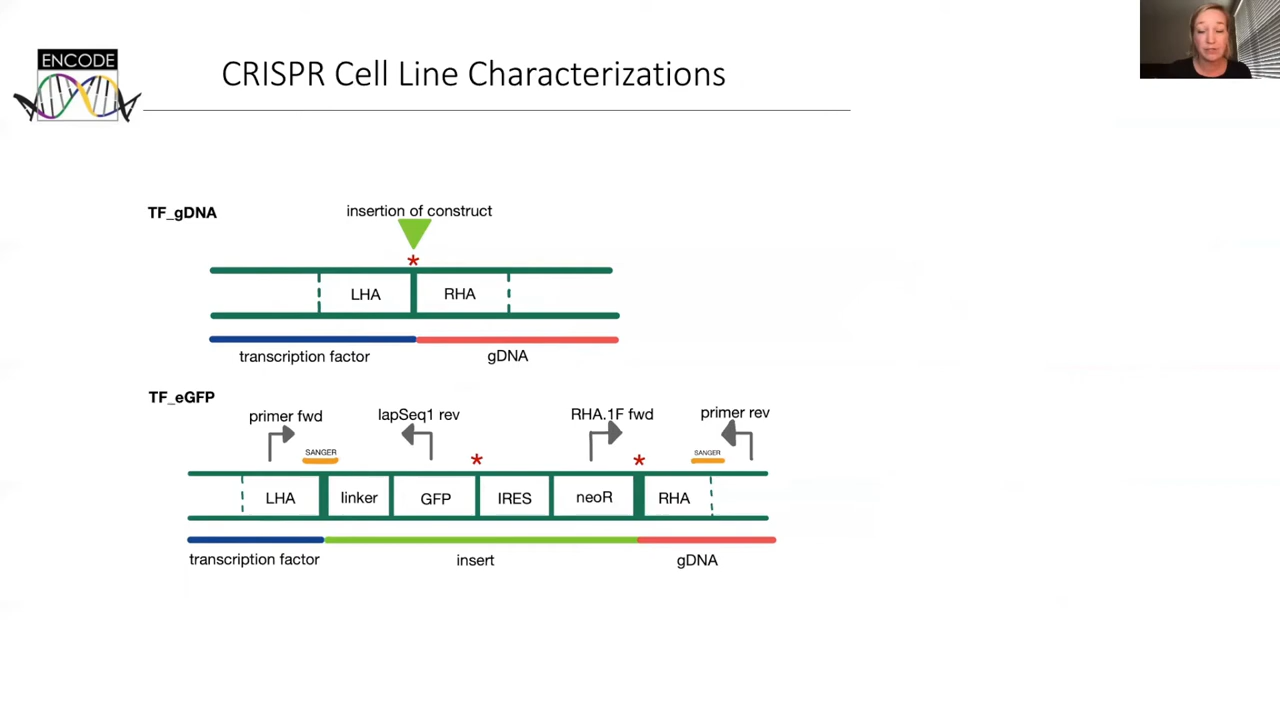 ENCODE
CRISPR Cell Line Characterizations
TF_gDNA
insertion of construct
*
LHA
RHA
transcription factor
gDNA
TF_eGFP
primer fwd
lapSeq1 rev
RHA.1F fwd
primer rev
SANGER
*
*
SANGER
LHA
linker
GFP
IRES
neoR
RHA
transcription factor
insert
gDNA